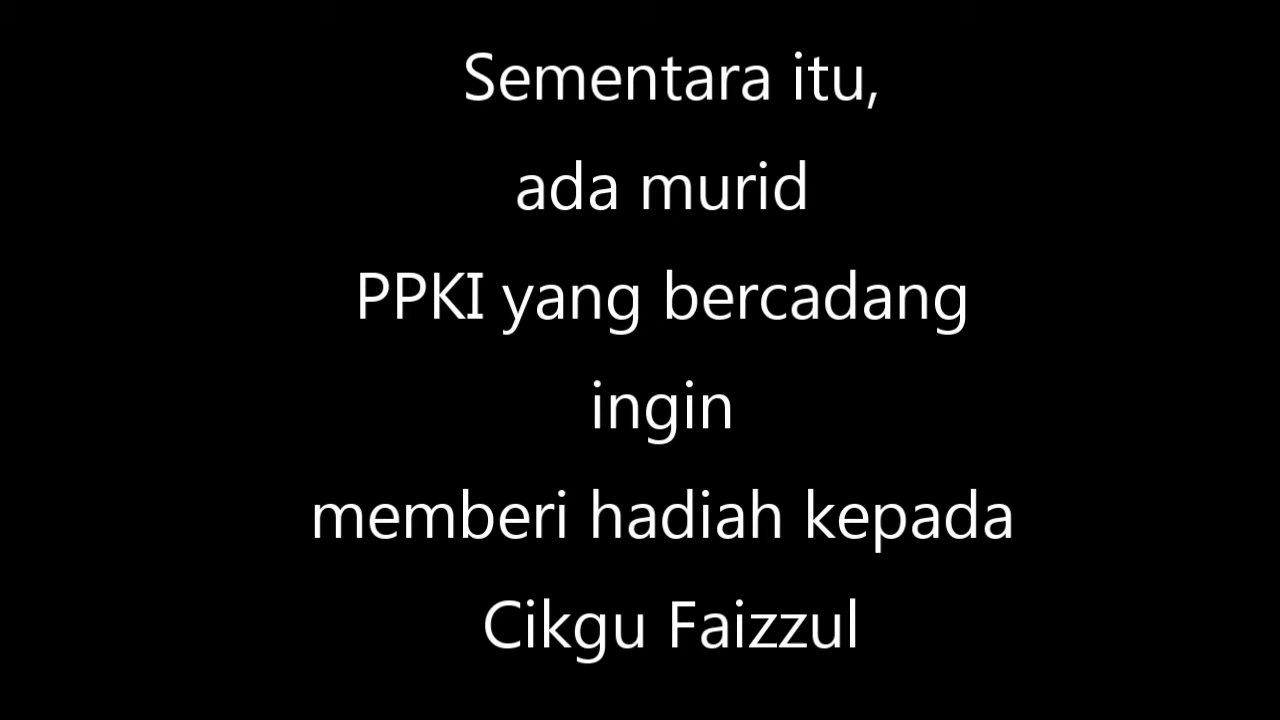 Sementara itu,
ada murid
PPKI yang bercadang
ingin
memberi hadiah kepada
Cikgu Faizzul